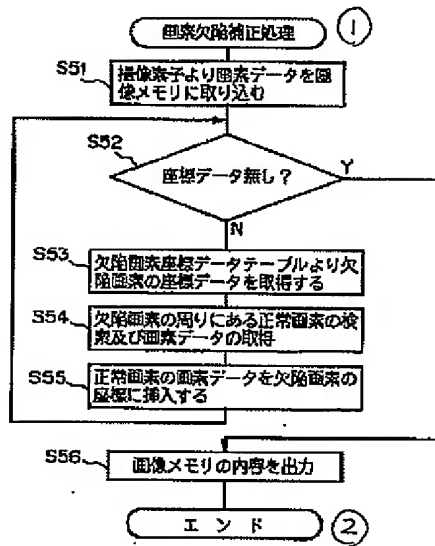 画素欠陥補正処理
①
S51
撮像素子より画素データを画
像メモリに取り込む
S52
座標データ無し？
Y
N
S53
欠陥画素座標データテーブルより欠
陥画素の座標データを取得する
S54
欠陥画素の周りにある正常画素の検
索及び画素データの取得
S55
正常画素の画素データを欠陥画素の
座標に挿入する
S56
画像メモリの内容を出力
エンド
②